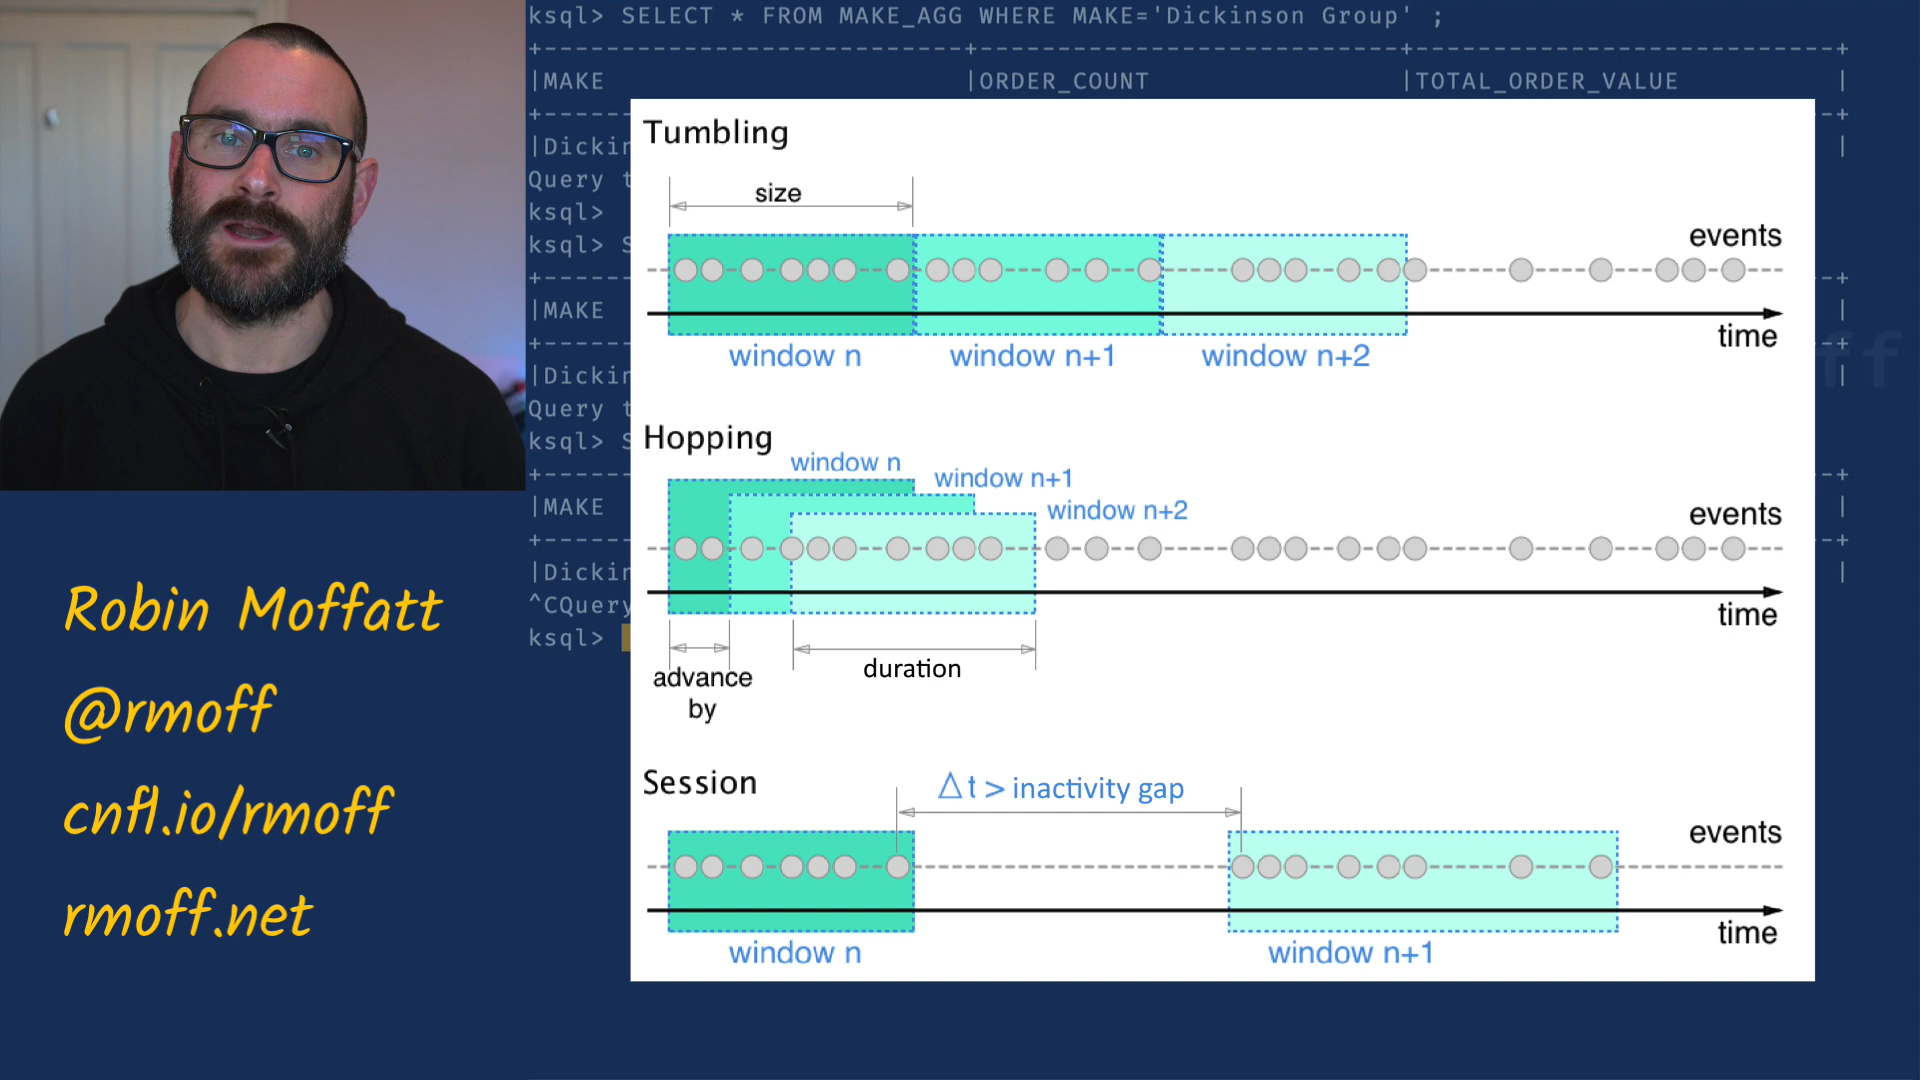 ksql> SELECT * FROM MAKE_AGG WHERE MAKE='Dickinson Group' ;
|MAKE |ORDER_COUNT |TOTAL_ORDER_VALUE |
|Dickin |
Query t
ksql>
ksql> S
|MAKE |
|Dickin |
Query t
ksql> S
|MAKE |
|Dickin |
^CQuery
ksql>
Tumbling
size
events
time
window n window n+1 window n+2
Hopping
window n
window n+1
window n+2
events
time
advance
by
duration
Session
Δt > inactivity gap
events
time
window n window n+1
Robin Moffatt
@rmoff
cnfl.io/rmoff
rmoff.net